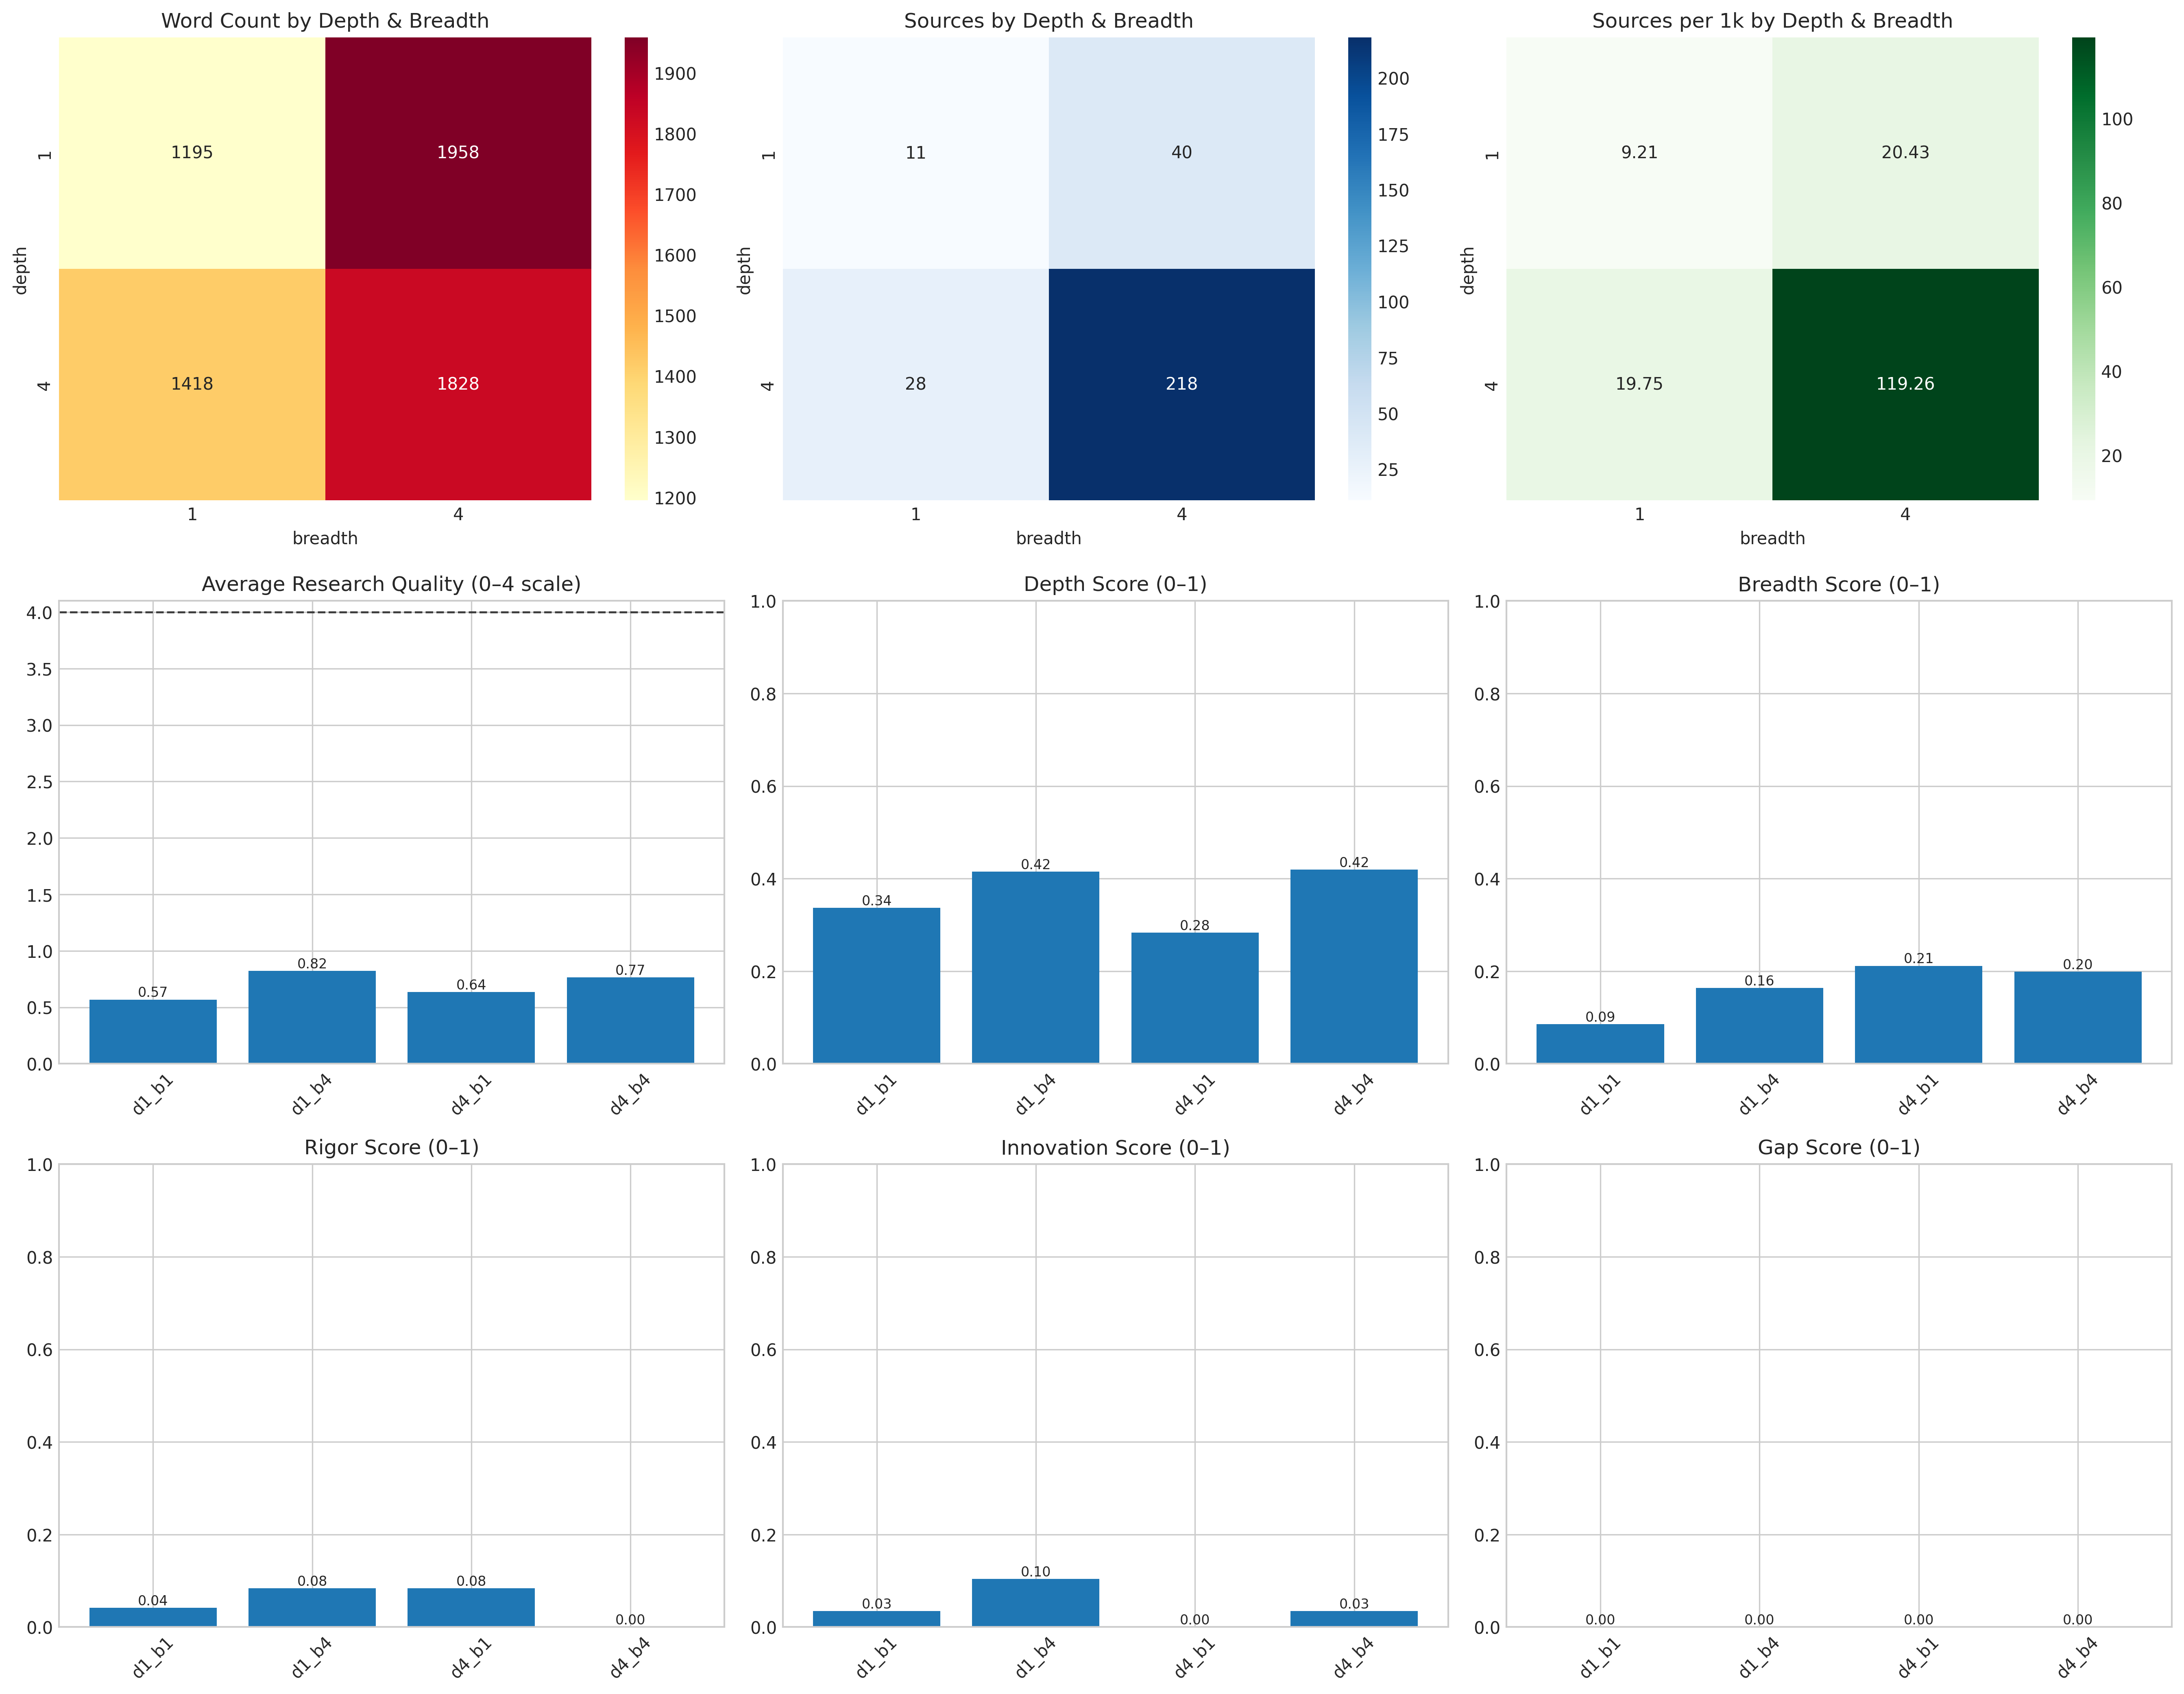 Word Count by Depth & Breadth
1195
1958
1418
1828
1
4
depth
1
4
breadth
1900
1800
1700
1600
1500
1400
1300
1200
Sources by Depth & Breadth
11
40
28
218
1
4
depth
1
4
breadth
200
175
150
125
100
75
50
25
Sources per 1k by Depth & Breadth
9.21
20.43
19.75
119.26
1
4
depth
1
4
breadth
100
80
60
40
20
Average Research Quality (0–4 scale)
4.0
3.5
3.0
2.5
2.0
1.5
1.0
0.5
0.0
0.57
0.82
0.64
0.77
d1_b1
d1_b4
d4_b1
d4_b4
Depth Score (0–1)
1.0
0.8
0.6
0.4
0.2
0.0
0.34
0.42
0.28
0.42
d1_b1
d1_b4
d4_b1
d4_b4
Breadth Score (0–1)
1.0
0.8
0.6
0.4
0.2
0.0
0.09
0.16
0.21
0.20
d1_b1
d1_b4
d4_b1
d4_b4
Rigor Score (0–1)
1.0
0.8
0.6
0.4
0.2
0.0
0.04
0.08
0.08
0.00
d1_b1
d1_b4
d4_b1
d4_b4
Innovation Score (0–1)
1.0
0.8
0.6
0.4
0.2
0.0
0.03
0.10
0.00
0.03
d1_b1
d1_b4
d4_b1
d4_b4
Gap Score (0–1)
1.0
0.8
0.6
0.4
0.2
0.0
0.00
0.00
0.00
0.00
d1_b1
d1_b4
d4_b1
d4_b4